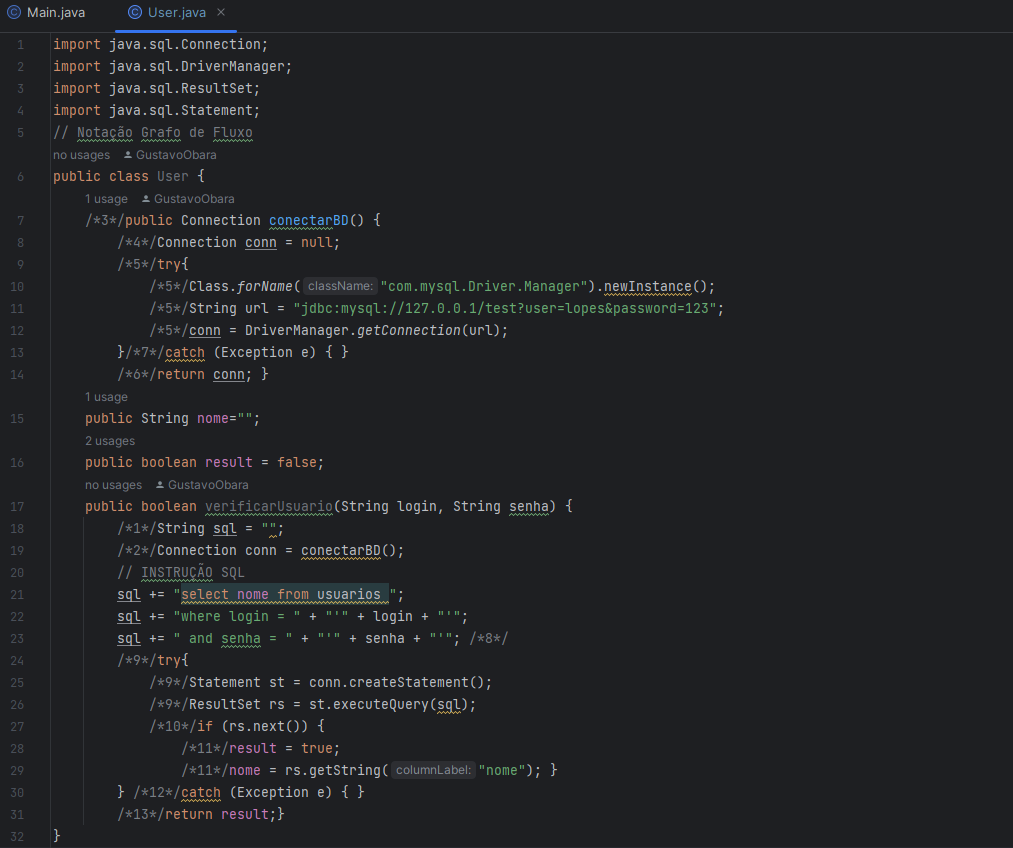 Main.java User.java
1 import java.sql.Connection;
2 import java.sql.DriverManager;
3 import java.sql.ResultSet;
4 import java.sql.Statement;
5 // Notação Grafo de Fluxo
no usages GustavoObara
6 public class User {
1 usage GustavoObara
7 /*3*/public Connection conectarBD() {
8 /*4*/Connection conn = null;
9 /*5*/try{
10 /*5*/Class.forName( className: "com.mysql.Driver.Manager").newInstance();
11 /*5*/String url = "jdbc:mysql://127.0.0.1/test?user=lopes&password=123";
12 /*5*/conn = DriverManager.getConnection(url);
13 }/*7*/catch (Exception e) { }
14 /*6*/return conn; }
1 usage
15 public String nome="";
2 usages
16 public boolean result = false;
no usages GustavoObara
17 public boolean verificarUsuario(String login, String senha) {
18 /*1*/String sql = "";
19 /*2*/Connection conn = conectarBD();
20 // INSTRUÇÃO SQL
21 sql += "select nome from usuarios ";
22 sql += "where login = " + "'" + login + "'";
23 sql += " and senha = " + "'" + senha + "'"; /*8*/
24 /*9*/try{
25 /*9*/Statement st = conn.createStatement();
26 /*9*/ResultSet rs = st.executeQuery(sql);
27 /*10*/if (rs.next()) {
28 /*11*/result = true;
29 /*11*/nome = rs.getString( columnLabel: "nome"); }
30 } /*12*/catch (Exception e) { }
31 /*13*/return result;}
32 }